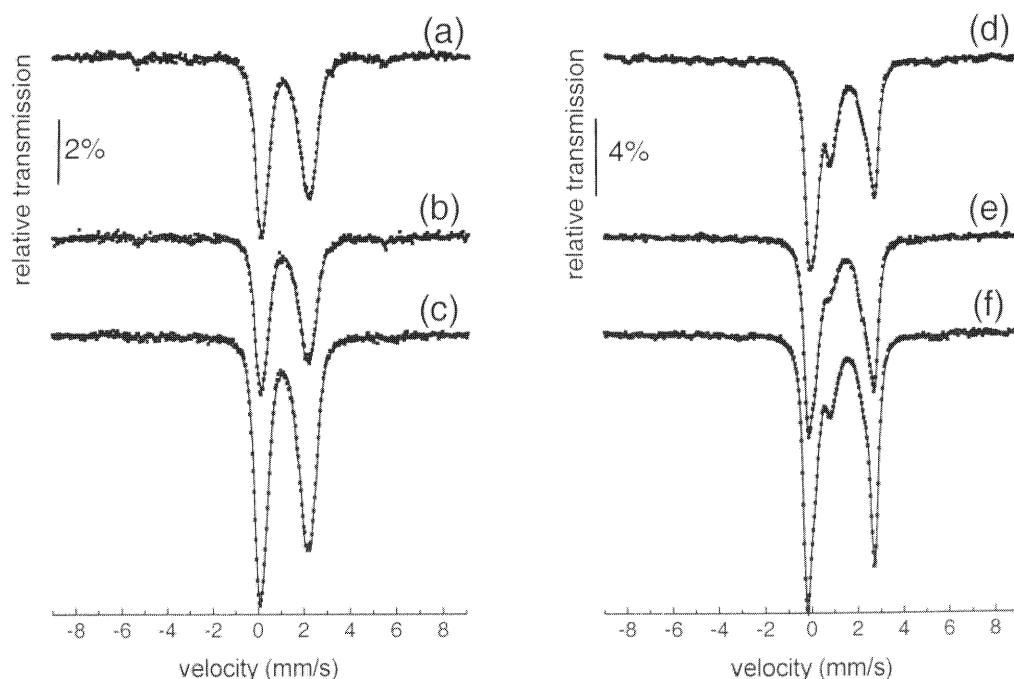 (a)
(d)
relative transmission
2%
relative transmission
4%
(b)
(e)
(c)
(f)
-8 -6 -4 -2 0 2 4 6 8
-8 -6 -4 -2 0 2 4 6 8
velocity (mm/s)
velocity (mm/s)